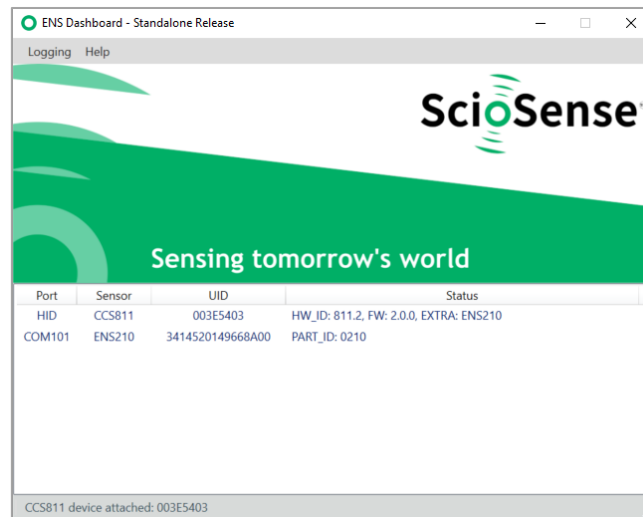 ENS Dashboard - Standalone Release
Logging Help
ScioSense
Sensing tomorrow's world
Port Sensor UID Status
HID CCS811 003E5403 HW_ID: 811.2, FW: 2.0.0, EXTRA: ENS210
COM101 ENS210 3414520149668A00 PART_ID: 0210
CCS811 device attached: 003E5403